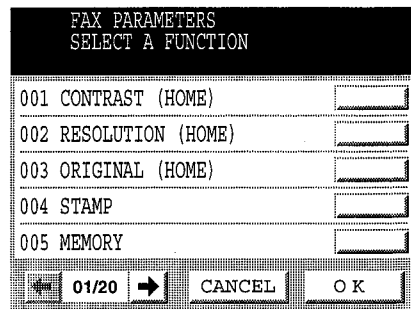 FAX PARAMETERS
SELECT A FUNCTION
001 CONTRAST (HOME)
002 RESOLUTION (HOME)
003 ORIGINAL (HOME)
004 STAMP
005 MEMORY
01/20 CANCEL OK